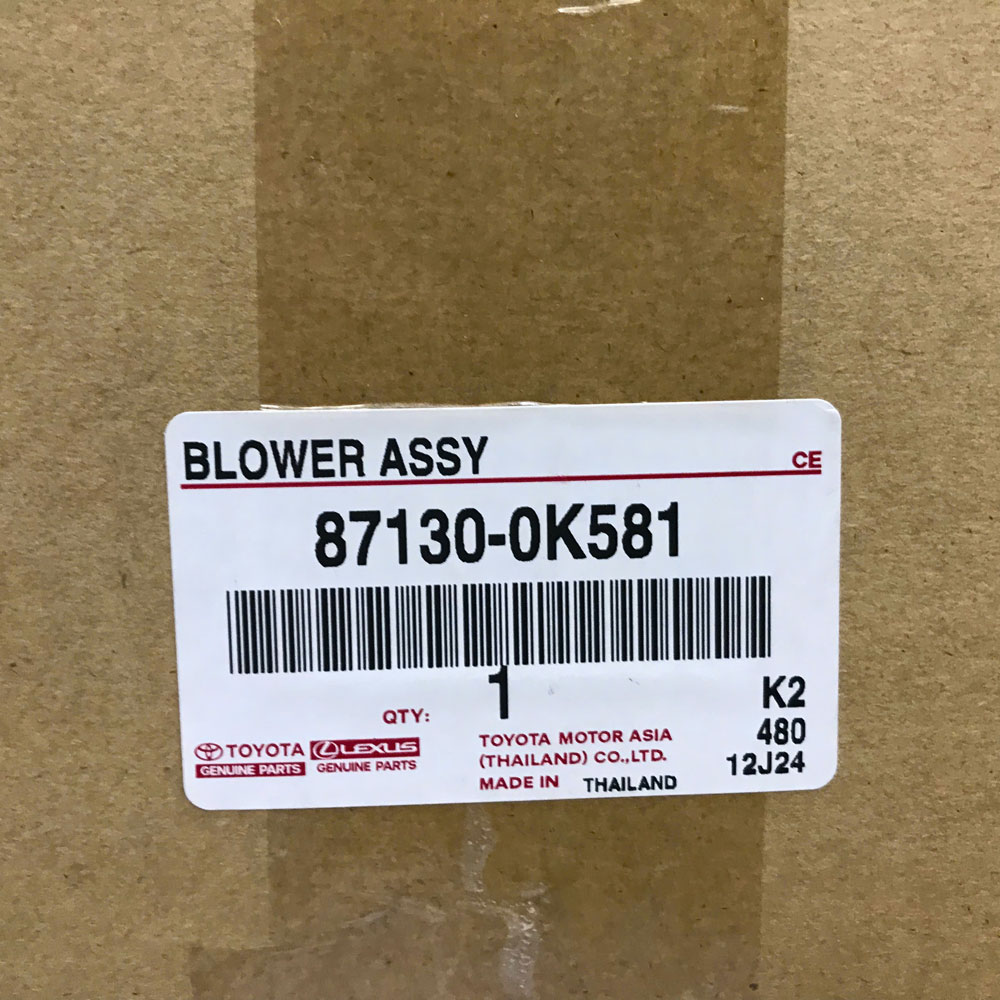 BLOWER ASSY
CE
87130-0K581
1
K2
QTY:
480
TOYOTA LEXUS
GENUINE PARTS GENUINE PARTS
TOYOTA MOTOR ASIA
(THAILAND) CO.,LTD.
12J24
MADE IN THAILAND